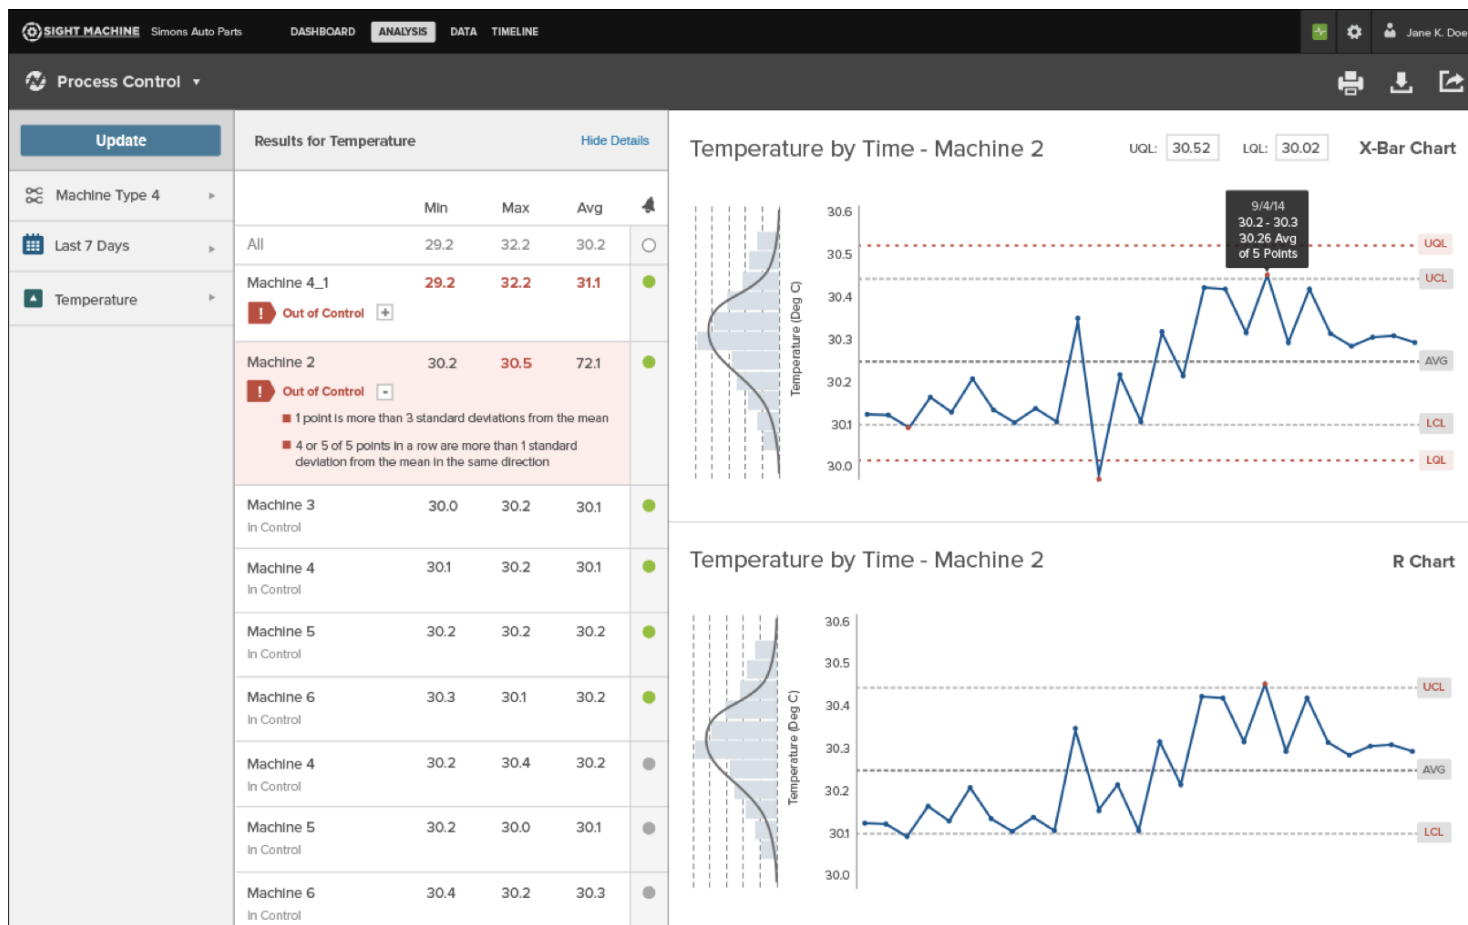 SIGHT MACHINE Simons Auto Parts DASHBOARD ANALYSIS DATA TIMELINE Jane K. Doe
Process Control
Update
Machine Type 4
Last 7 Days
Temperature
Results for Temperature Hide Details
Min Max Avg
All 29.2 32.2 30.2
Machine 4_1 29.2 32.2 31.1
! Out of Control +
Machine 2 30.2 30.5 72.1
! Out of Control -
1 point is more than 3 standard deviations from the mean
4 or 5 of 5 points in a row are more than 1 standard
deviation from the mean in the same direction
Machine 3 30.0 30.2 30.1
In Control
Machine 4 30.1 30.2 30.1
In Control
Machine 5 30.2 30.2 30.2
In Control
Machine 6 30.3 30.1 30.2
In Control
Machine 4 30.2 30.4 30.2
In Control
Machine 5 30.2 30.0 30.1
In Control
Machine 6 30.4 30.2 30.3
In Control
Temperature by Time - Machine 2 UQL: 30.52 LQL: 30.02 X-Bar Chart
9/4/14
30.2 - 30.3
30.26 Avg
of 5 Points
Temperature (Deg C)
30.6
30.5
30.4
30.3
30.2
30.1
30.0
UQL
UCL
AVG
LCL
LQL
Temperature by Time - Machine 2 R Chart
Temperature (Deg C)
30.6
30.5
30.4
30.3
30.2
30.1
30.0
UCL
AVG
LCL